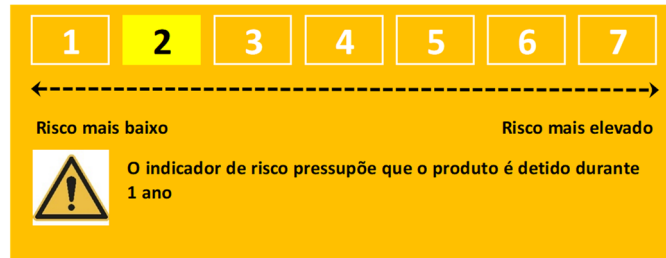 1 2 3 4 5 6 7
Risco mais baixo Risco mais elevado
O indicador de risco pressupõe que o produto é detido durante
1 ano